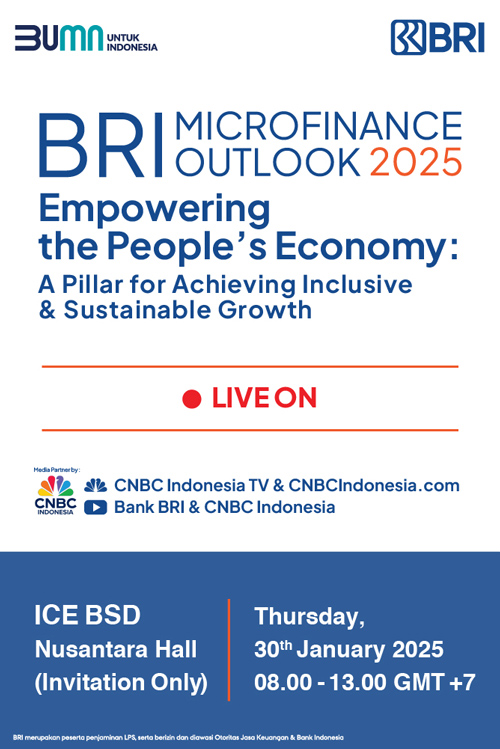 BUMN UNTUK
INDONESIA
BRI
BRI MICROFINANCE
OUTLOOK 2025
Empowering
the People’s Economy:
A Pillar for Achieving Inclusive
& Sustainable Growth
LIVE ON
Media Partner by:
CNBC
INDONESIA
CNBC Indonesia TV & CNBCIndonesia.com
Bank BRI & CNBC Indonesia
ICE BSD
Nusantara Hall
(Invitation Only)
Thursday,
30th January 2025
08.00 - 13.00 GMT +7
BRI merupakan peserta penjaminan LPS, serta berizin dan diawasi Otoritas Jasa Keuangan & Bank Indonesia